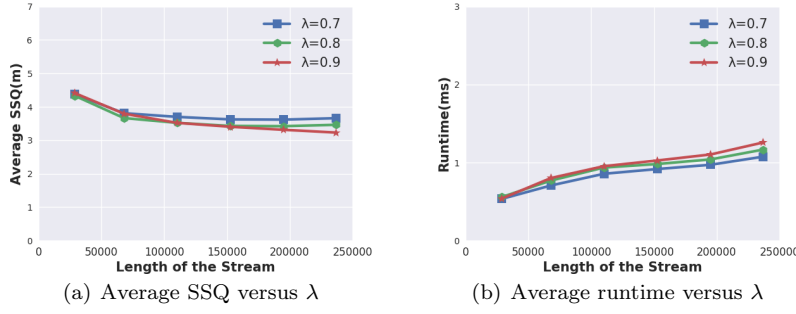 7
6
5
4
3
2
1
0
Average SSQ(m)
λ=0.7
λ=0.8
λ=0.9
0 50000 100000 150000 200000 250000
Length of the Stream
(a) Average SSQ versus λ
3
2
1
0
Runtime(ms)
λ=0.7
λ=0.8
λ=0.9
0 50000 100000 150000 200000 250000
Length of the Stream
(b) Average runtime versus λ